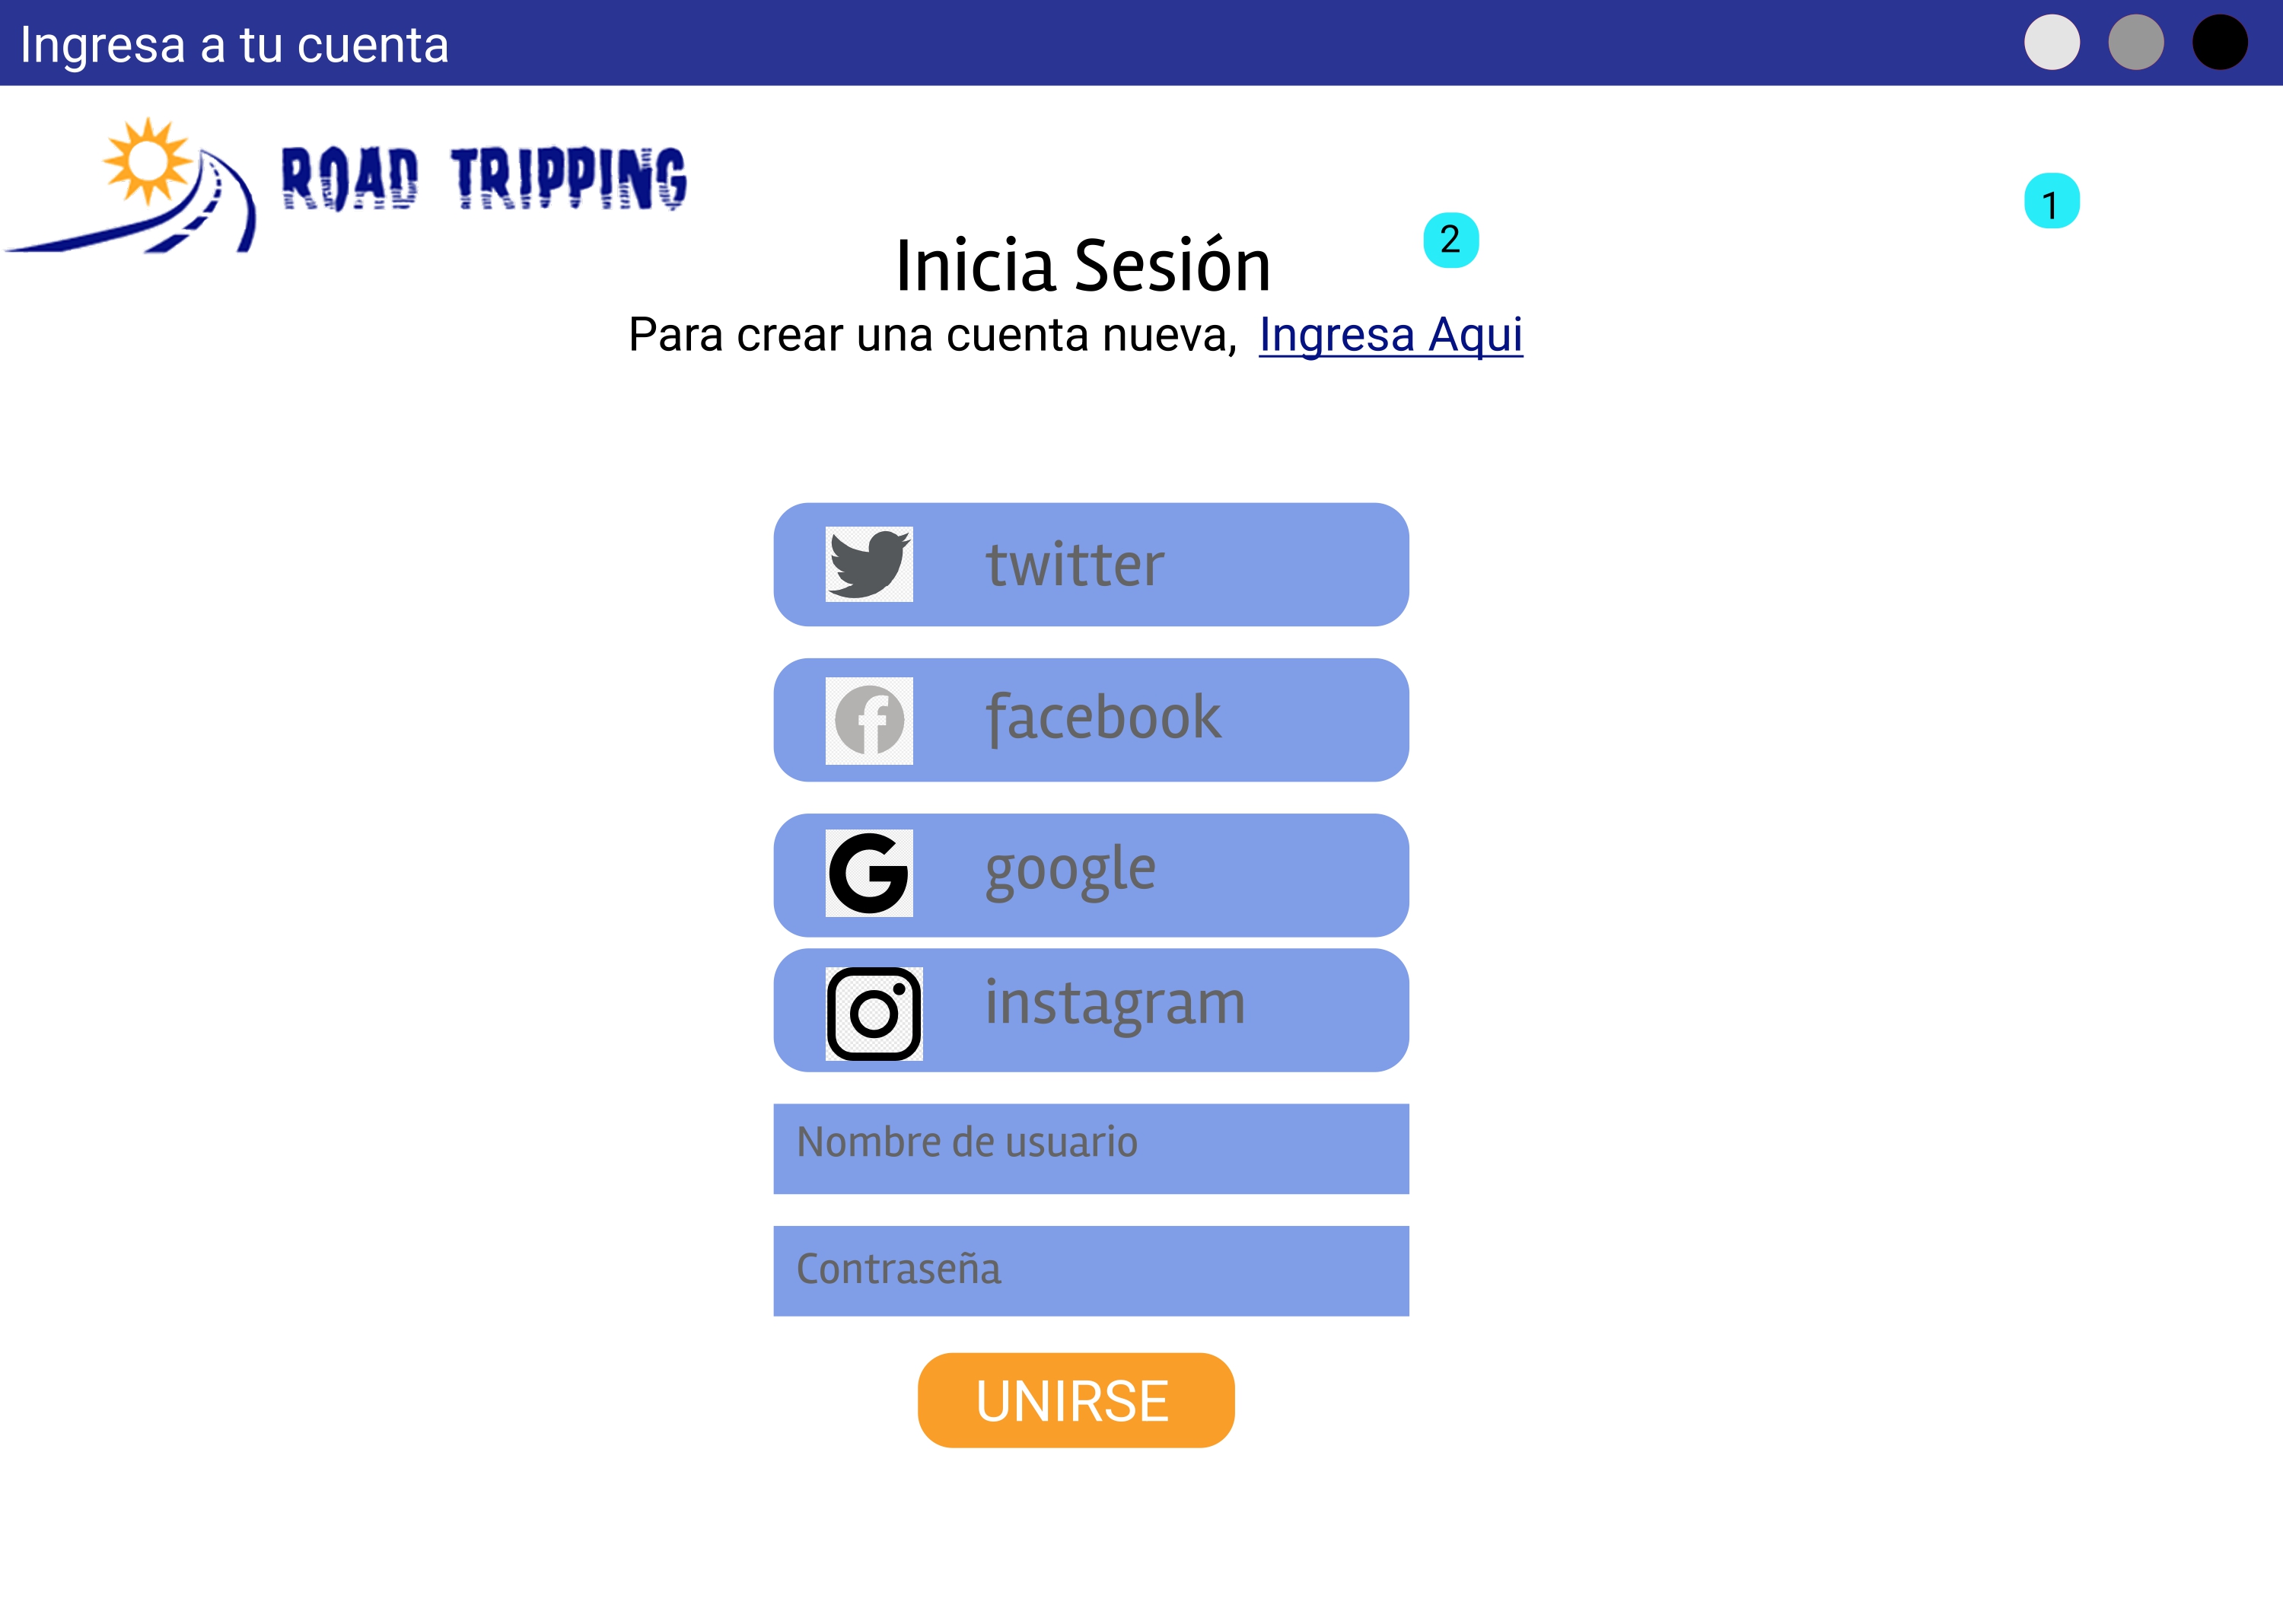 Ingresa a tu cuenta
ROAD TRIPPING
1
2
Inicia Sesión
Para crear una cuenta nueva, Ingresa Aqui
twitter
facebook
google
instagram
Nombre de usuario
Contraseña
UNIRSE